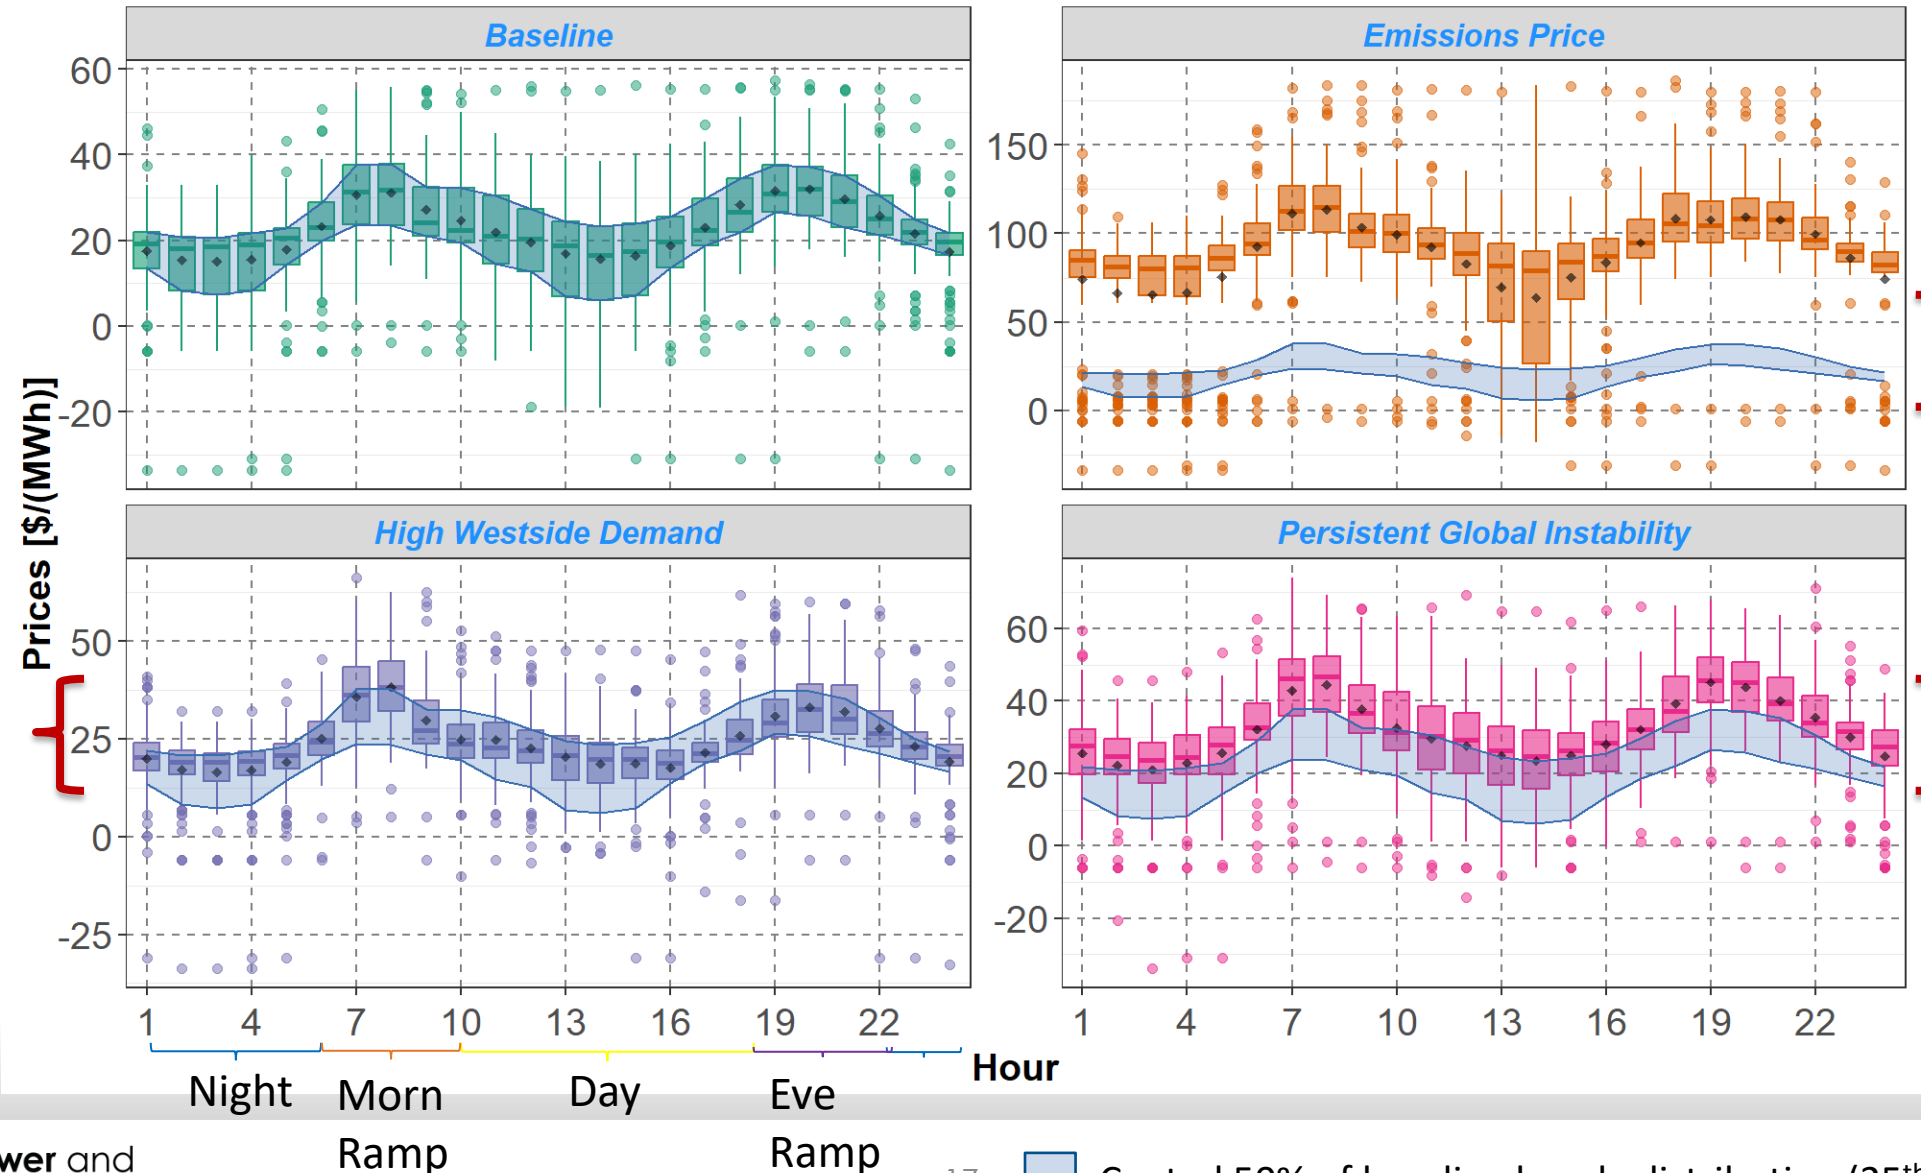 Baseline
Emissions Price
60
40
20
0
-20
150
100
50
0
Prices [$/(MWh)]
High Westside Demand
Persistent Global Instability
50
25
0
-25
60
40
20
0
-20
1 4 7 10 13 16 19 22
1 4 7 10 13 16 19 22
Hour
Night
Morn
Ramp
Day
Eve
Ramp
wer and
17